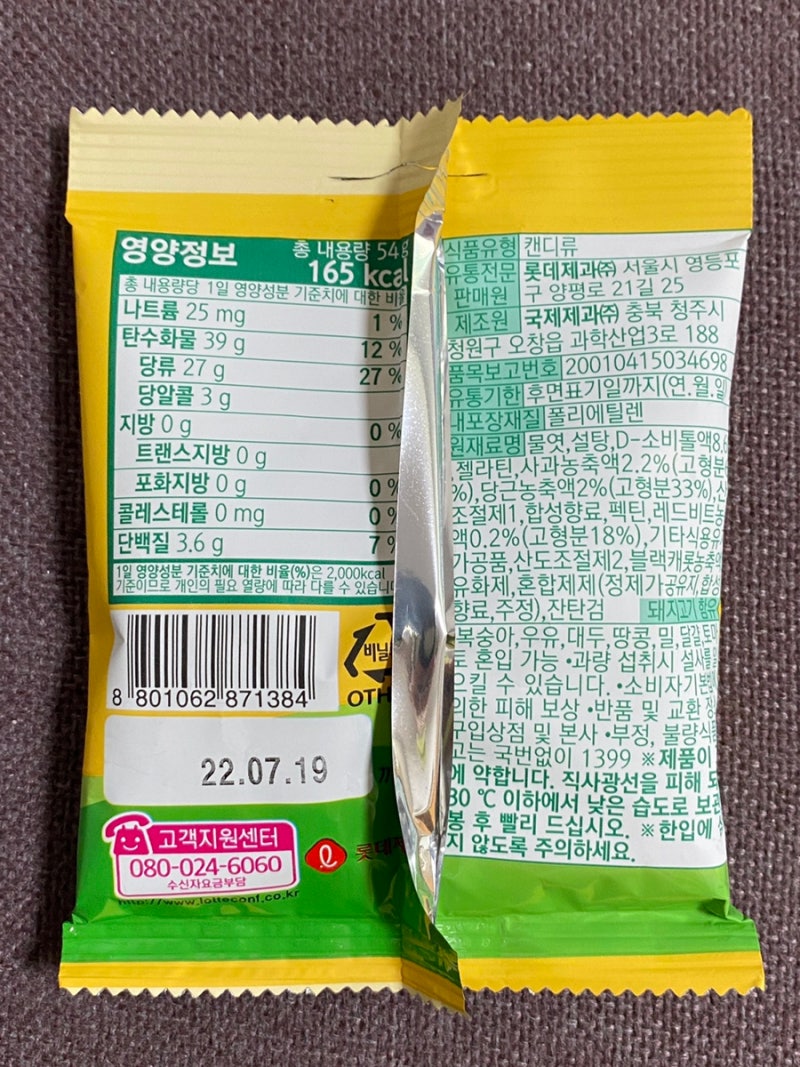 영양정보
총 내용량 54g
165 kcal
총 내용량당 1일 영양성분 기준치에 대한 비율
나트륨 25 mg 1 %
탄수화물 39 g 12 %
당류 27 g 27 %
당알콜 3 g
지방 0 g 0 %
트랜스지방 0 g
포화지방 0 g 0 %
콜레스테롤 0 mg 0 %
단백질 3.6 g 7 %
1일 영양성분 기준치에 대한 비율(%)은 2,000kcal
기준이므로 개인의 필요 열량에 따라 다를 수 있습니다
비닐
OTH
8 801062 871384
22.07.19
고객지원센터
080-024-6060
수신자요금부담
http://www.lotteconf.co.kr
롯데제
식품유형 캔디류
유통전문 롯데제과㈜ 서울시 영등포
판매원 구 양평로 21길 25
제조원 국제제과㈜ 충북 청주시
청원구 오창읍 과학산업3로 188
품목보고번호 20010415034698
유통기한 후면표기일까지(연.월.일)
내포장재질 폴리에틸렌
원재료명 물엿,설탕,D-소비톨액8.6
젤라틴,사과농축액2.2%(고형분
%),당근농축액2%(고형분33%),산
조절제1,합성향료,펙틴,레드비트농
액0.2%(고형분18%),기타식용유
가공품,산도조절제2,블랙캐롯농축액
유화제,혼합제제(정제가공유지,합성
향료,주정),잔탄검 돼지고기 함유
복숭아,우유,대두,땅콩,밀,달걀,토마
트 혼입 가능 •과량 섭취시 설사를 일
으킬 수 있습니다. •소비자기본법에
의한 피해 보상 •반품 및 교환
구입상점 및 본사 •부정, 불량식품
고는 국번없이 1399 ※제품이
에 약합니다. 직사광선을 피해
30 ℃ 이하에서 낮은 습도로 보관
봉 후 빨리 드십시오. ※한입에
지 않도록 주의하세요.